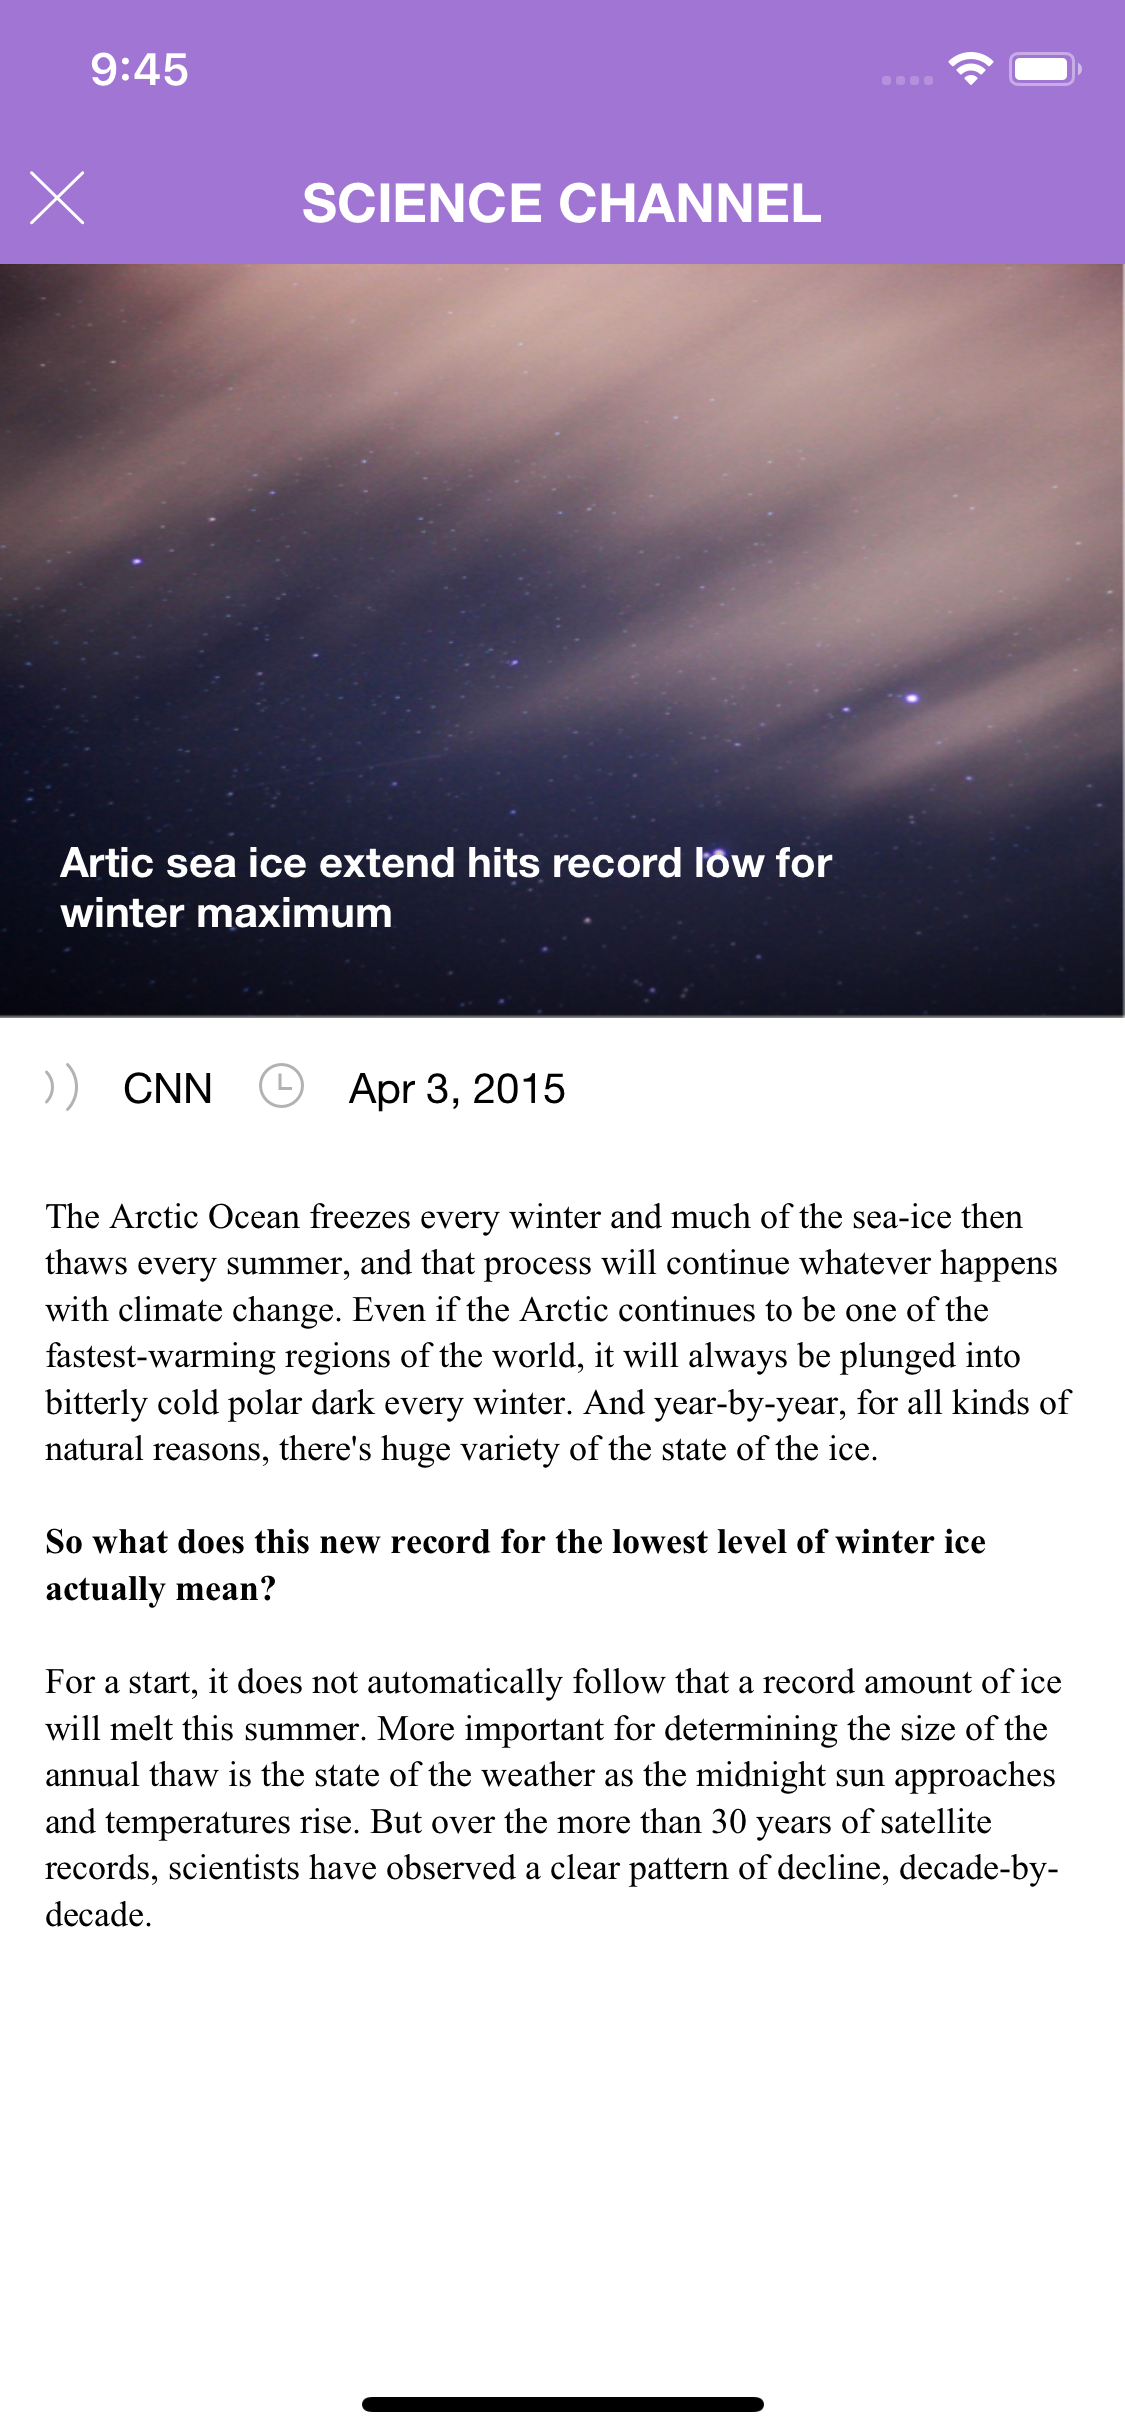 9:45
SCIENCE CHANNEL
Artic sea ice extend hits record low for
winter maximum
CNN
Apr 3, 2015
The Arctic Ocean freezes every winter and much of the sea-ice then
thaws every summer, and that process will continue whatever happens
with climate change. Even if the Arctic continues to be one of the
fastest-warming regions of the world, it will always be plunged into
bitterly cold polar dark every winter. And year-by-year, for all kinds of
natural reasons, there's huge variety of the state of the ice.
So what does this new record for the lowest level of winter ice
actually mean?
For a start, it does not automatically follow that a record amount of ice
will melt this summer. More important for determining the size of the
annual thaw is the state of the weather as the midnight sun approaches
and temperatures rise. But over the more than 30 years of satellite
records, scientists have observed a clear pattern of decline, decade-by-
decade.